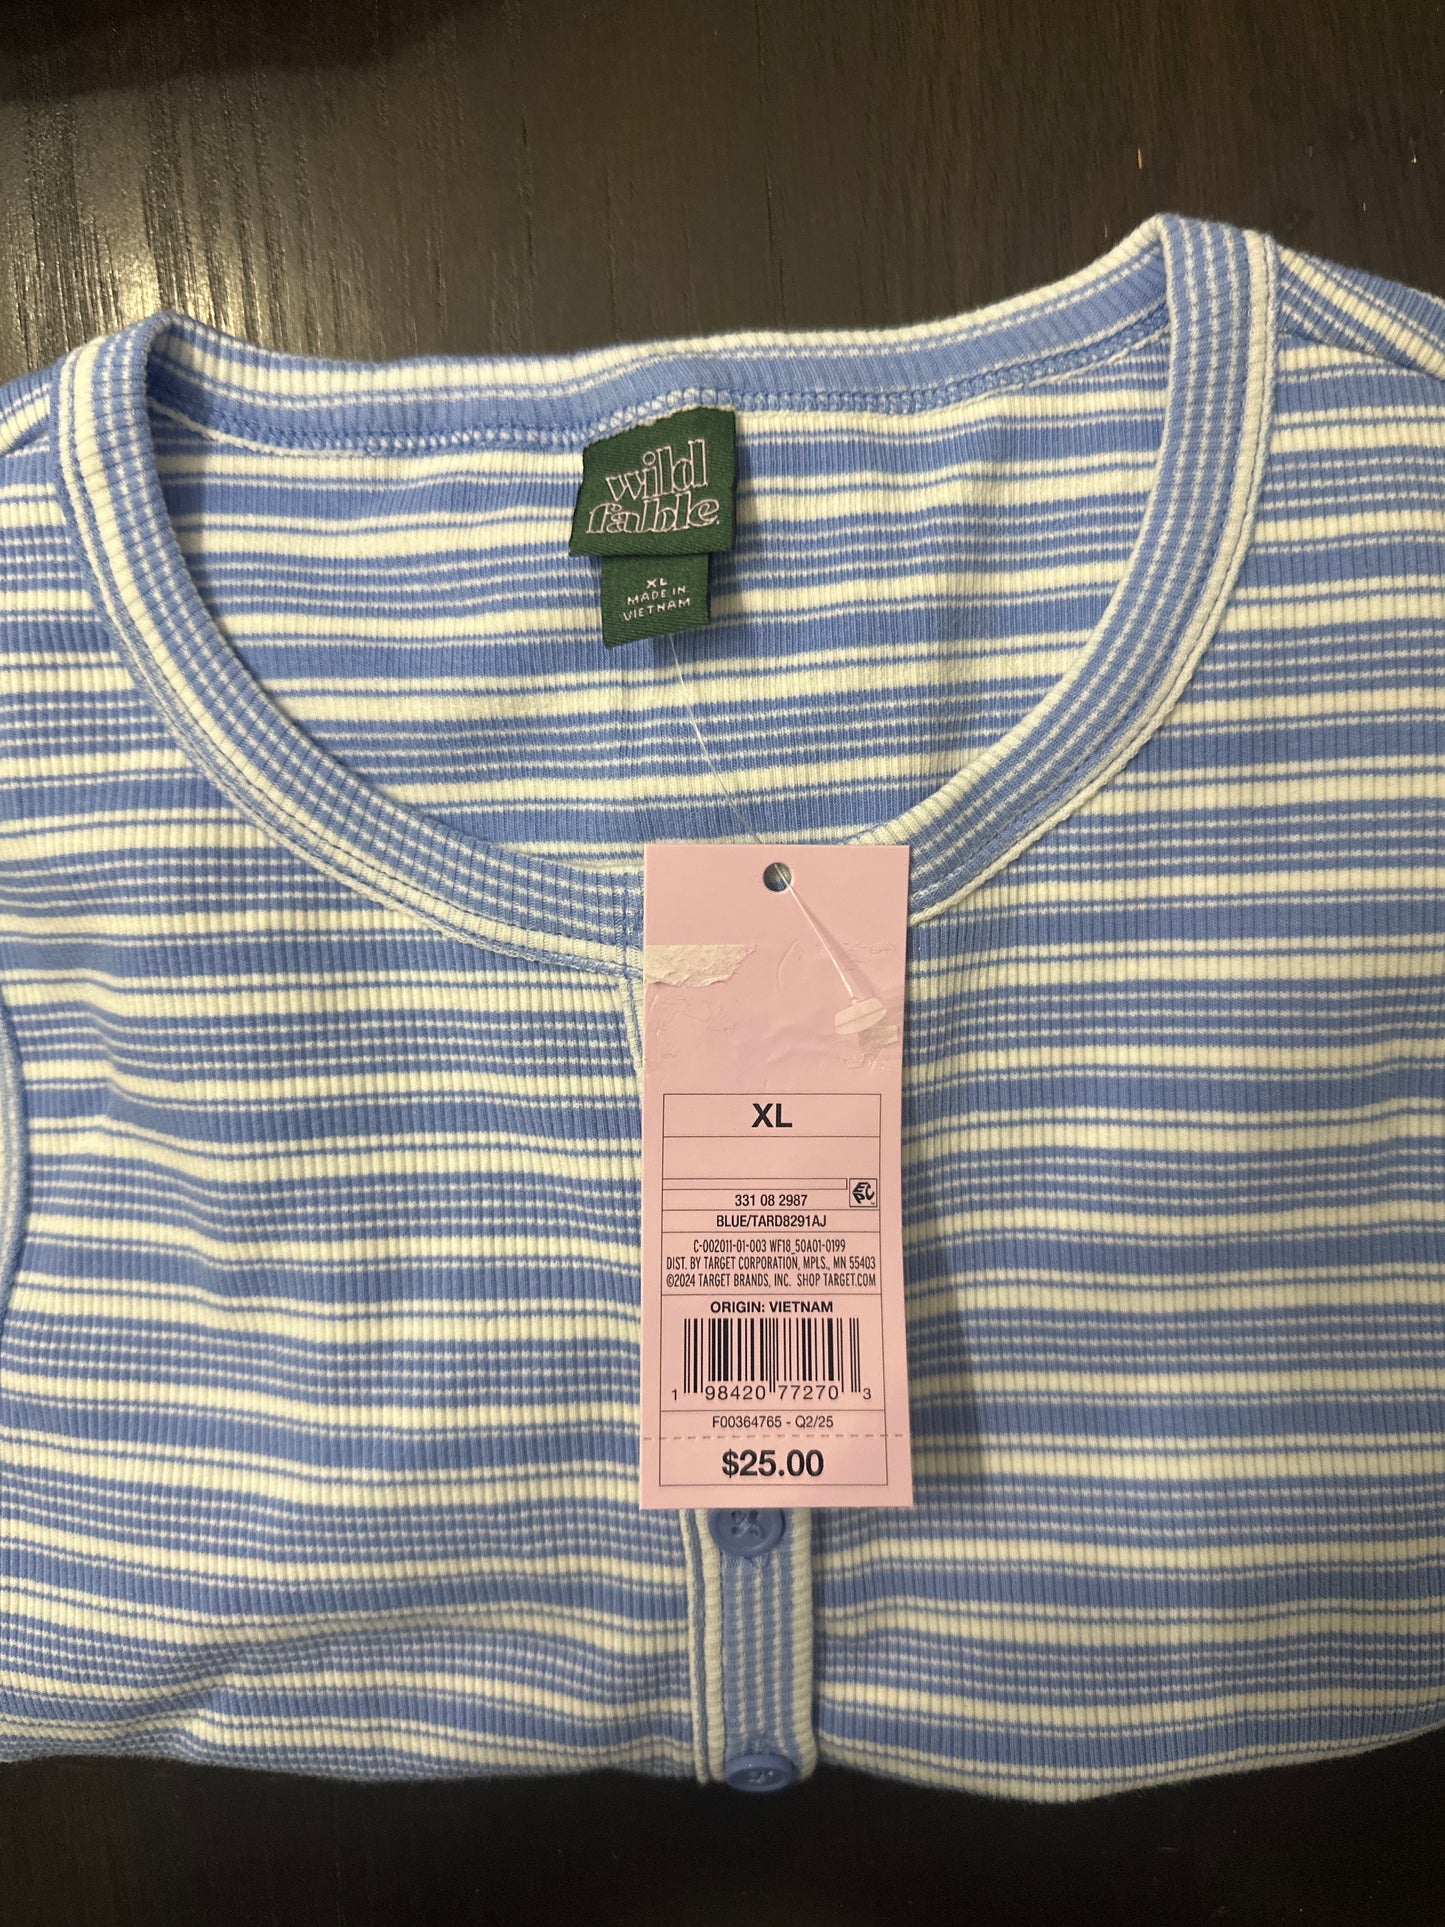 wild
fable
XL
MADE IN
VIETNAM
XL
331 08 2987
BLUE/TARD8291AJ
C-002011-01-003 WF18_50A01-0199
DIST. BY TARGET CORPORATION, MPLS., MN 55403
©2024 TARGET BRANDS, INC. SHOP TARGET.COM
ORIGIN: VIETNAM
1 98420 77270 3
F00364765 - Q2/25
$25.00